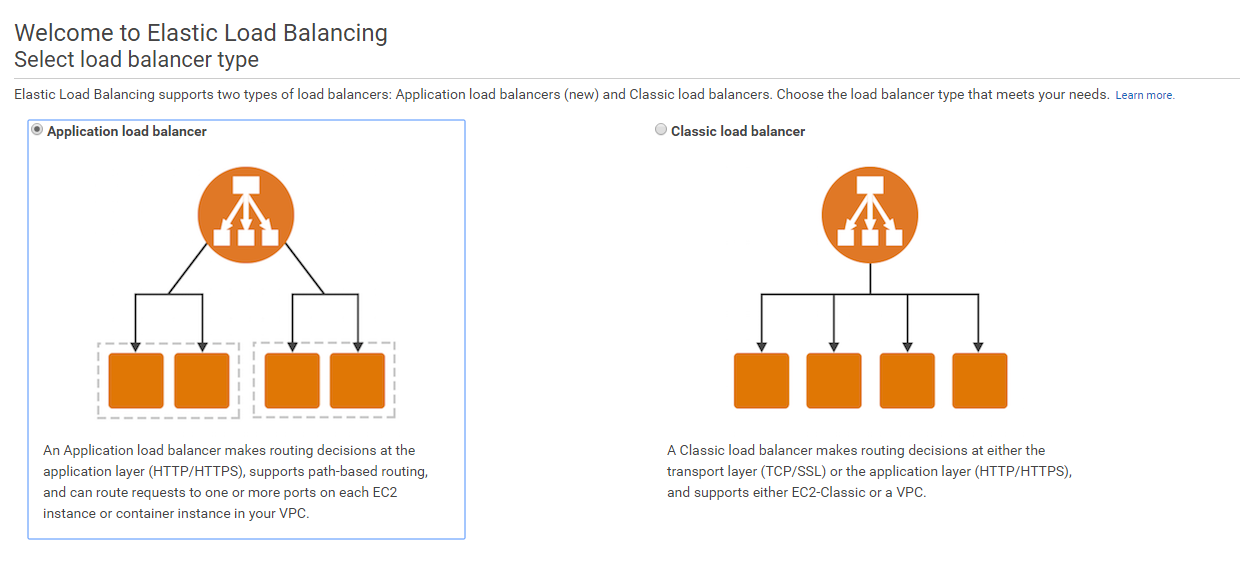 Welcome to Elastic Load Balancing
Select load balancer type
Elastic Load Balancing supports two types of load balancers: Application load balancers (new) and Classic load balancers. Choose the load balancer type that meets your needs. Learn more.
Application load balancer
An Application load balancer makes routing decisions at the
application layer (HTTP/HTTPS), supports path-based routing,
and can route requests to one or more ports on each EC2
instance or container instance in your VPC.
Classic load balancer
A Classic load balancer makes routing decisions at either the
transport layer (TCP/SSL) or the application layer (HTTP/HTTPS),
and supports either EC2-Classic or a VPC.